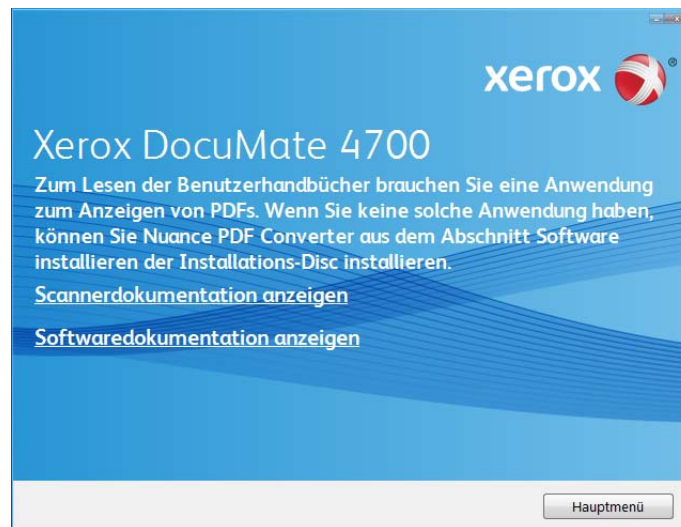 xerox ®
Xerox DocuMate 4700
Zum Lesen der Benutzerhandbücher brauchen Sie eine Anwendung
zum Anzeigen von PDFs. Wenn Sie keine solche Anwendung haben,
können Sie Nuance PDF Converter aus dem Abschnitt Software
installieren der Installations-Disc installieren.
Scannerdokumentation anzeigen
Softwaredokumentation anzeigen
Hauptmenü